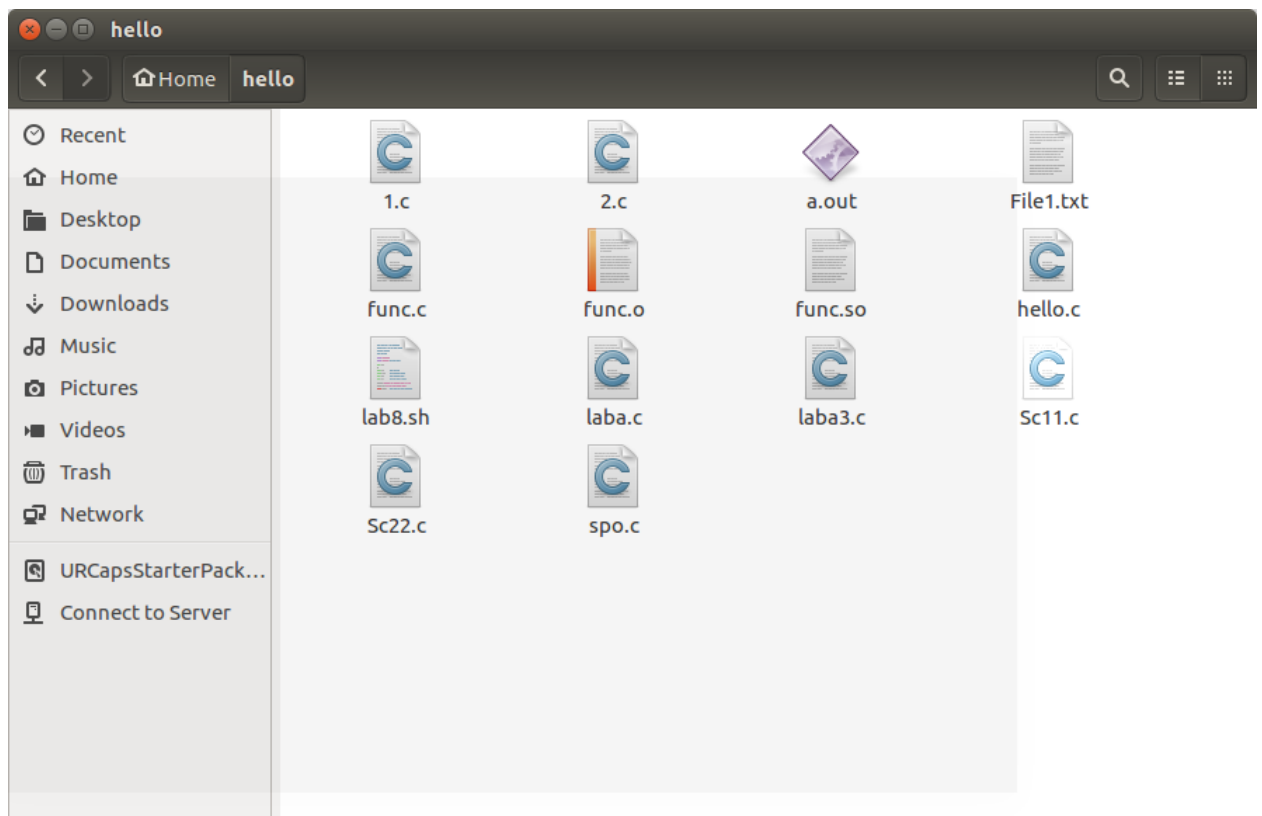 hello
Home hello
Recent
Home
Desktop
Documents
Downloads
Music
Pictures
Videos
Trash
Network
URCapsStarterPack...
Connect to Server
1.c 2.c a.out File1.txt
func.c func.o func.so hello.c
lab8.sh laba.c laba3.c Sc11.c
Sc22.c spo.c